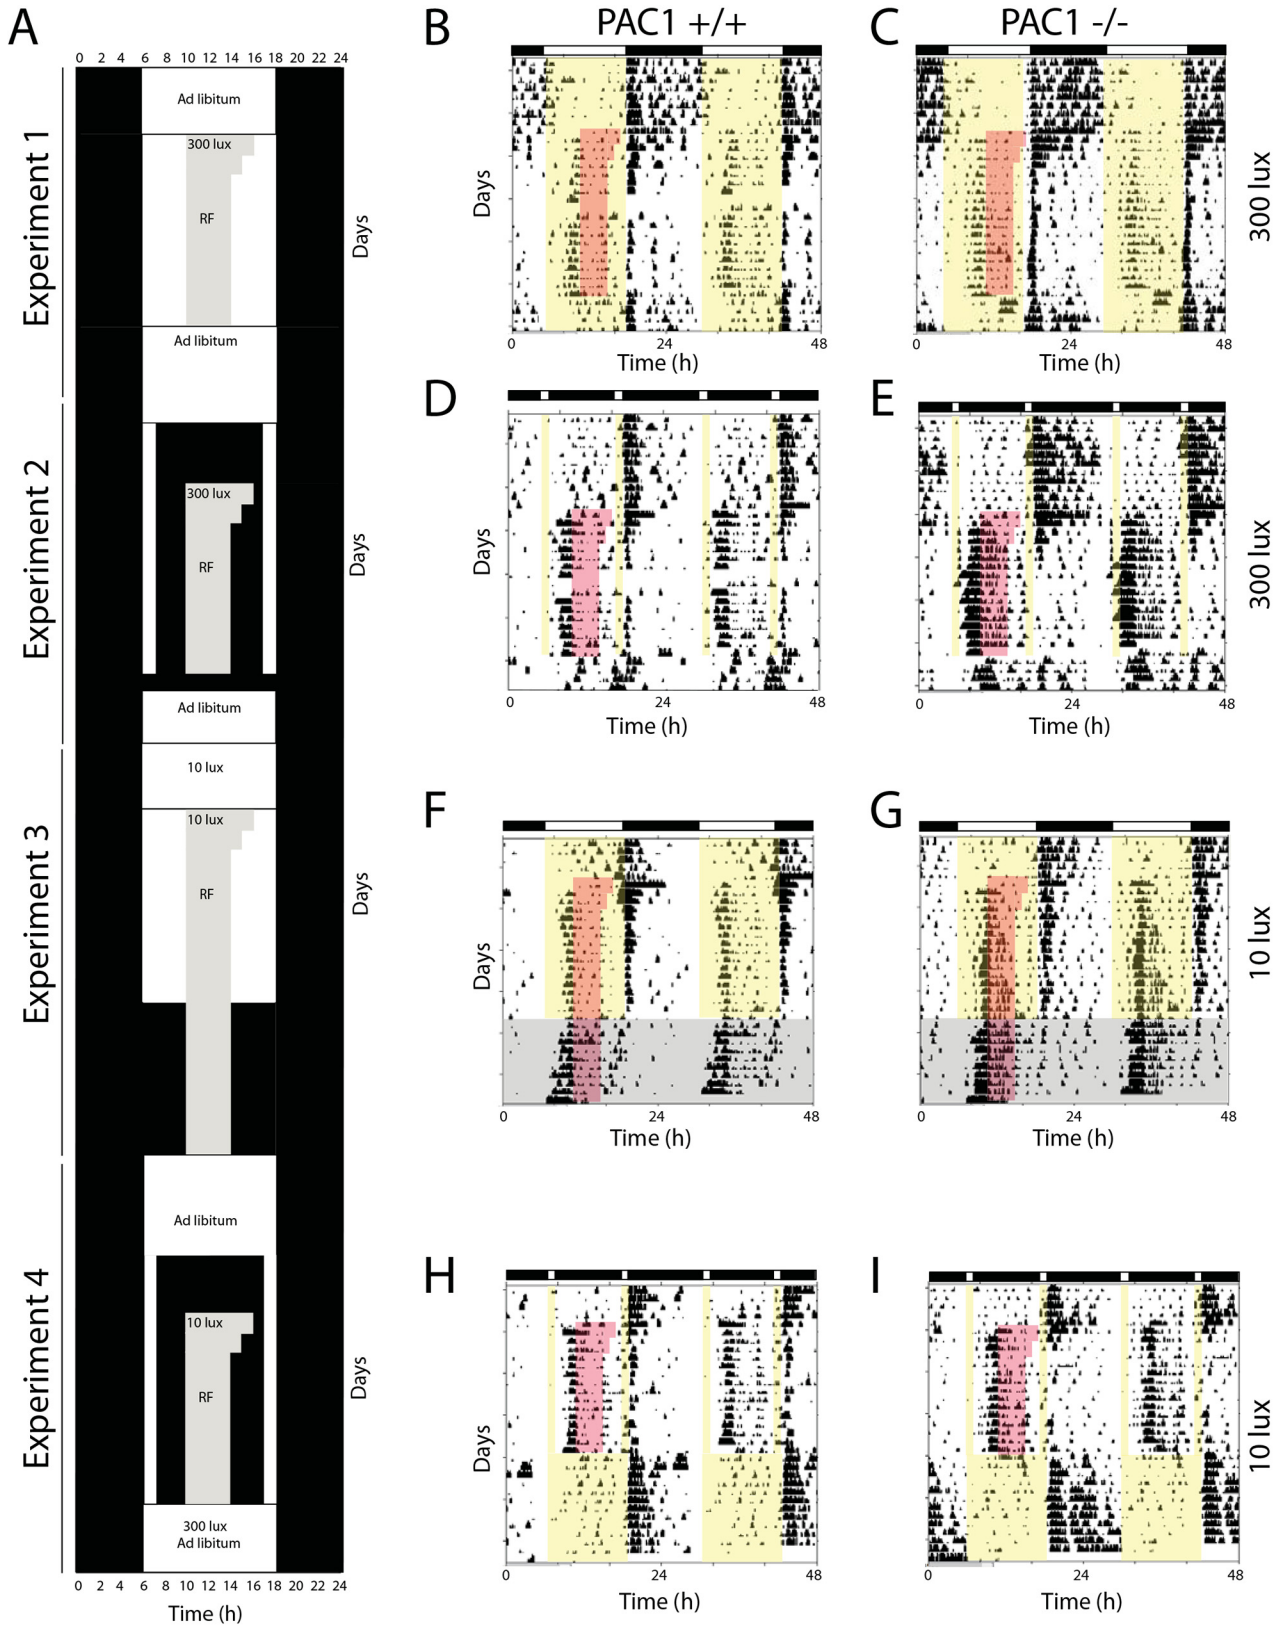 A
0 2 4 6 8 10 12 14 16 18 20 22 24
Experiment 1
Ad libitum
300 lux
RF
Days
Ad libitum
Experiment 2
300 lux
RF
Days
Ad libitum
Experiment 3
10 lux
10 lux
RF
Days
Experiment 4
Ad libitum
10 lux
RF
Days
300 lux
Ad libitum
0 2 4 6 8 10 12 14 16 18 20 22 24
Time (h)
B
PAC1 +/+
Days
0 24 48
Time (h)
C
PAC1 -/-
300 lux
0 24 48
Time (h)
D
Days
0 24 48
Time (h)
E
300 lux
0 24 48
Time (h)
F
Days
0 24 48
Time (h)
G
10 lux
0 24 48
Time (h)
H
Days
0 24 48
Time (h)
I
10 lux
0 24 48
Time (h)